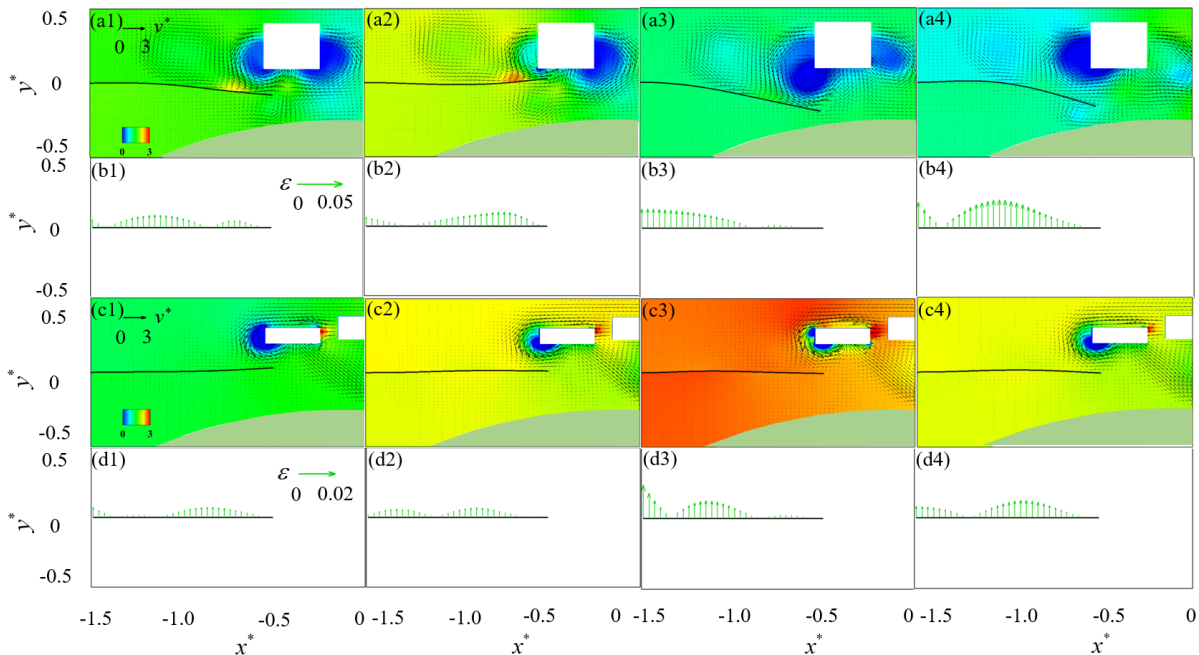 0.5 (a1) v* (a2) (a3) (a4)
0 3
y* 0
0 3
-0.5
0.5 (b1) (b2) (b3) (b4)
ε
0 0.05
y* 0
-0.5
0.5 (c1) v* (c2) (c3) (c4)
0 3
y* 0
0 3
-0.5
0.5 (d1) (d2) (d3) (d4)
ε
0 0.02
y* 0
-0.5
-1.5 -1.0 -0.5 0 -1.5 -1.0 -0.5 0 -1.5 -1.0 -0.5 0 -1.5 -1.0 -0.5 0
x* x* x* x*